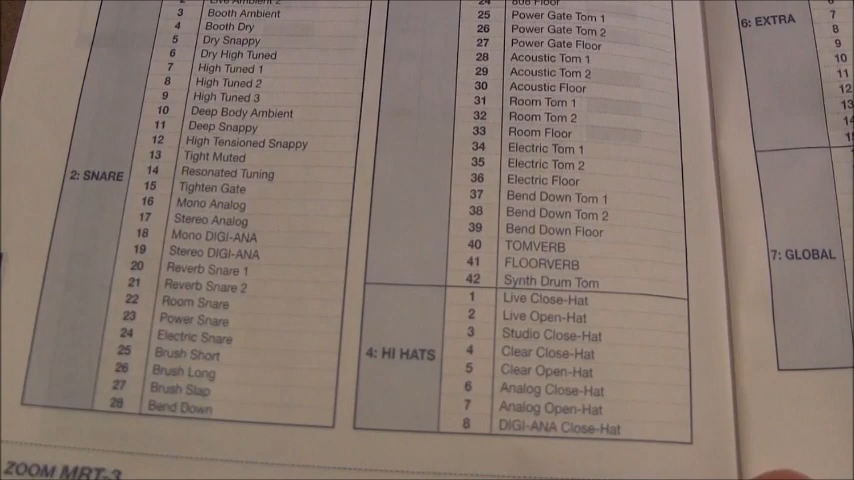 2 Live Ambient 2
3 Booth Ambient
4 Booth Dry
5 Dry Snappy
6 Dry High Tuned
7 High Tuned 1
8 High Tuned 2
9 High Tuned 3
10 Deep Body Ambient
11 Deep Snappy
12 High Tensioned Snappy
13 Tight Muted
2: SNARE 14 Resonated Tuning
15 Tighten Gate
16 Mono Analog
17 Stereo Analog
18 Mono DIGI-ANA
19 Stereo DIGI-ANA
20 Reverb Snare 1
21 Reverb Snare 2
22 Room Snare
23 Power Snare
24 Electric Snare
25 Brush Short
26 Brush Long
27 Brush Slap
28 Bend Down
ZOOM MRT-3
24 808 Floor
25 Power Gate Tom 1
26 Power Gate Tom 2
27 Power Gate Floor
28 Acoustic Tom 1
29 Acoustic Tom 2
30 Acoustic Floor
31 Room Tom 1
32 Room Tom 2
33 Room Floor
34 Electric Tom 1
35 Electric Tom 2
36 Electric Floor
37 Bend Down Tom 1
38 Bend Down Tom 2
39 Bend Down Floor
40 TOMVERB
41 FLOORVERB
42 Synth Drum Tom
1 Live Close-Hat
2 Live Open-Hat
3 Studio Close-Hat
4: HI HATS 4 Clear Close-Hat
5 Clear Open-Hat
6 Analog Close-Hat
7 Analog Open-Hat
8 DIGI-ANA Close-Hat
6: EXTRA 7
8
9
10
11
12
13
7: GLOBAL